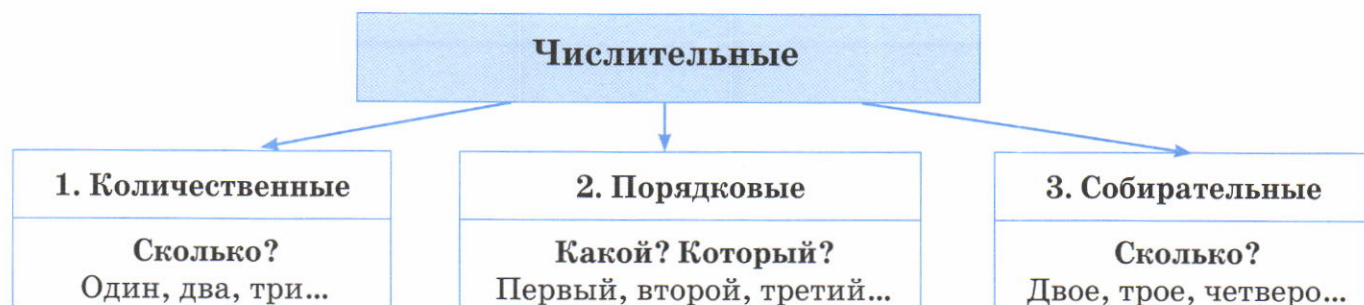 Числительные
1. Количественные
Сколько?
Один, два, три...
2. Порядковые
Какой? Который?
Первый, второй, третий...
3. Собирательные
Сколько?
Двое, трое, четверо...